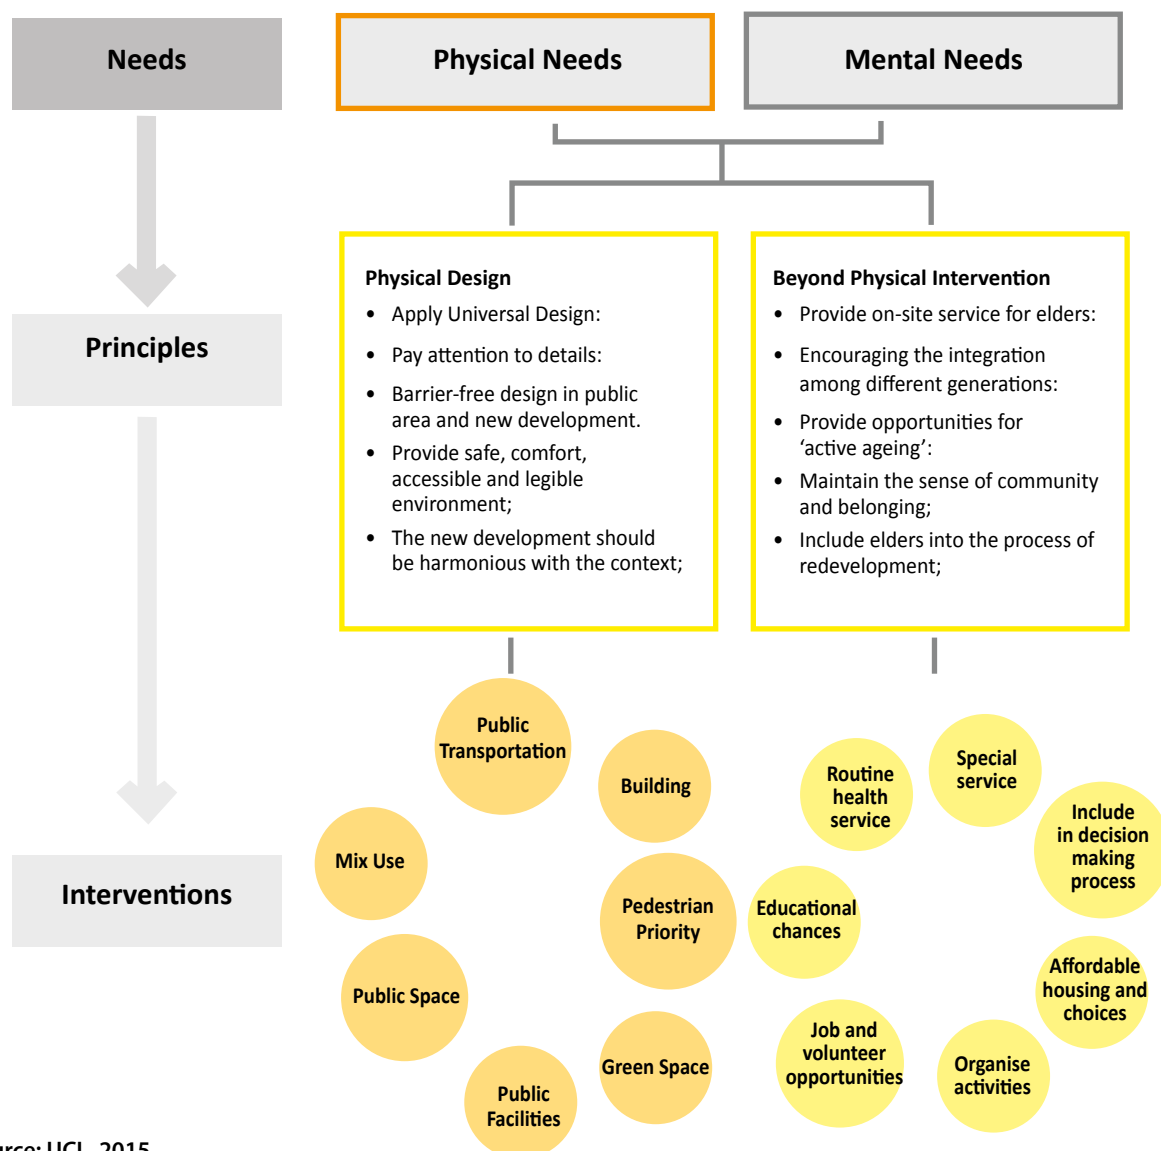 Needs
Physical Needs
Mental Needs
Principles
Physical Design
• Apply Universal Design:
• Pay attention to details:
• Barrier-free design in public
area and new development.
• Provide safe, comfort,
accessible and legible
environment;
• The new development should
be harmonious with the context;
Beyond Physical Intervention
• Provide on-site service for elders:
• Encouraging the integration
among different generations:
• Provide opportunities for
‘active ageing’:
• Maintain the sense of community
and belonging;
• Include elders into the process of
redevelopment;
Interventions
Public
Transportation
Building
Mix Use
Pedestrian
Priority
Public Space
Green Space
Public
Facilities
Routine
health
service
Special
service
Include
in decision
making
process
Educational
chances
Affordable
housing and
choices
Job and
volunteer
opportunities
Organise
activities
UCL, 2015